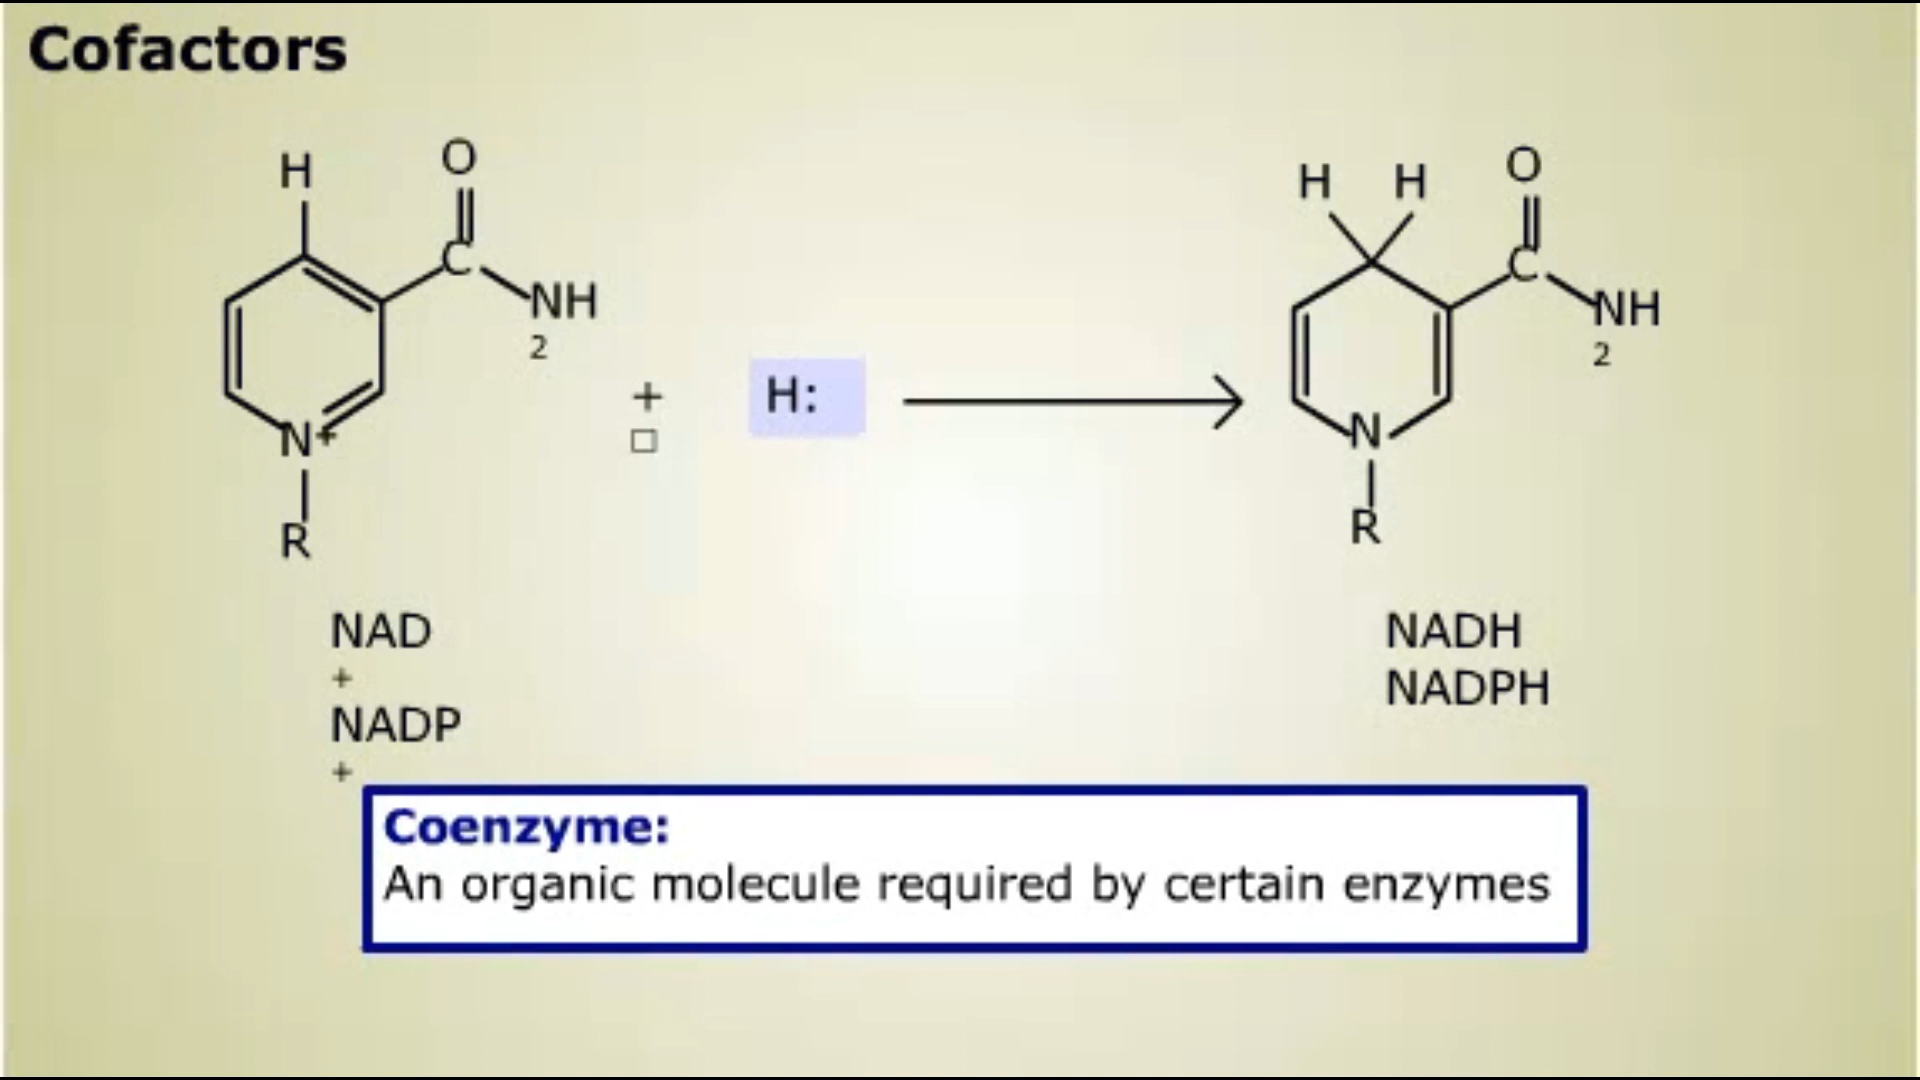 Cofactors
H
O
C
NH
2
N+
R
+
□
H:
H H
O
C
NH
2
N
R
NAD
+
NADP
+
NADH
NADPH
Coenzyme:
An organic molecule required by certain enzymes